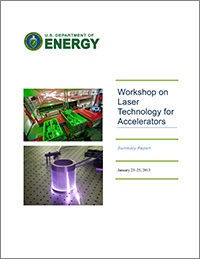 U.S. DEPARTMENT OF
ENERGY
Workshop on
Laser
Technology for
Accelerators
Summary Report
January 23-25, 2013